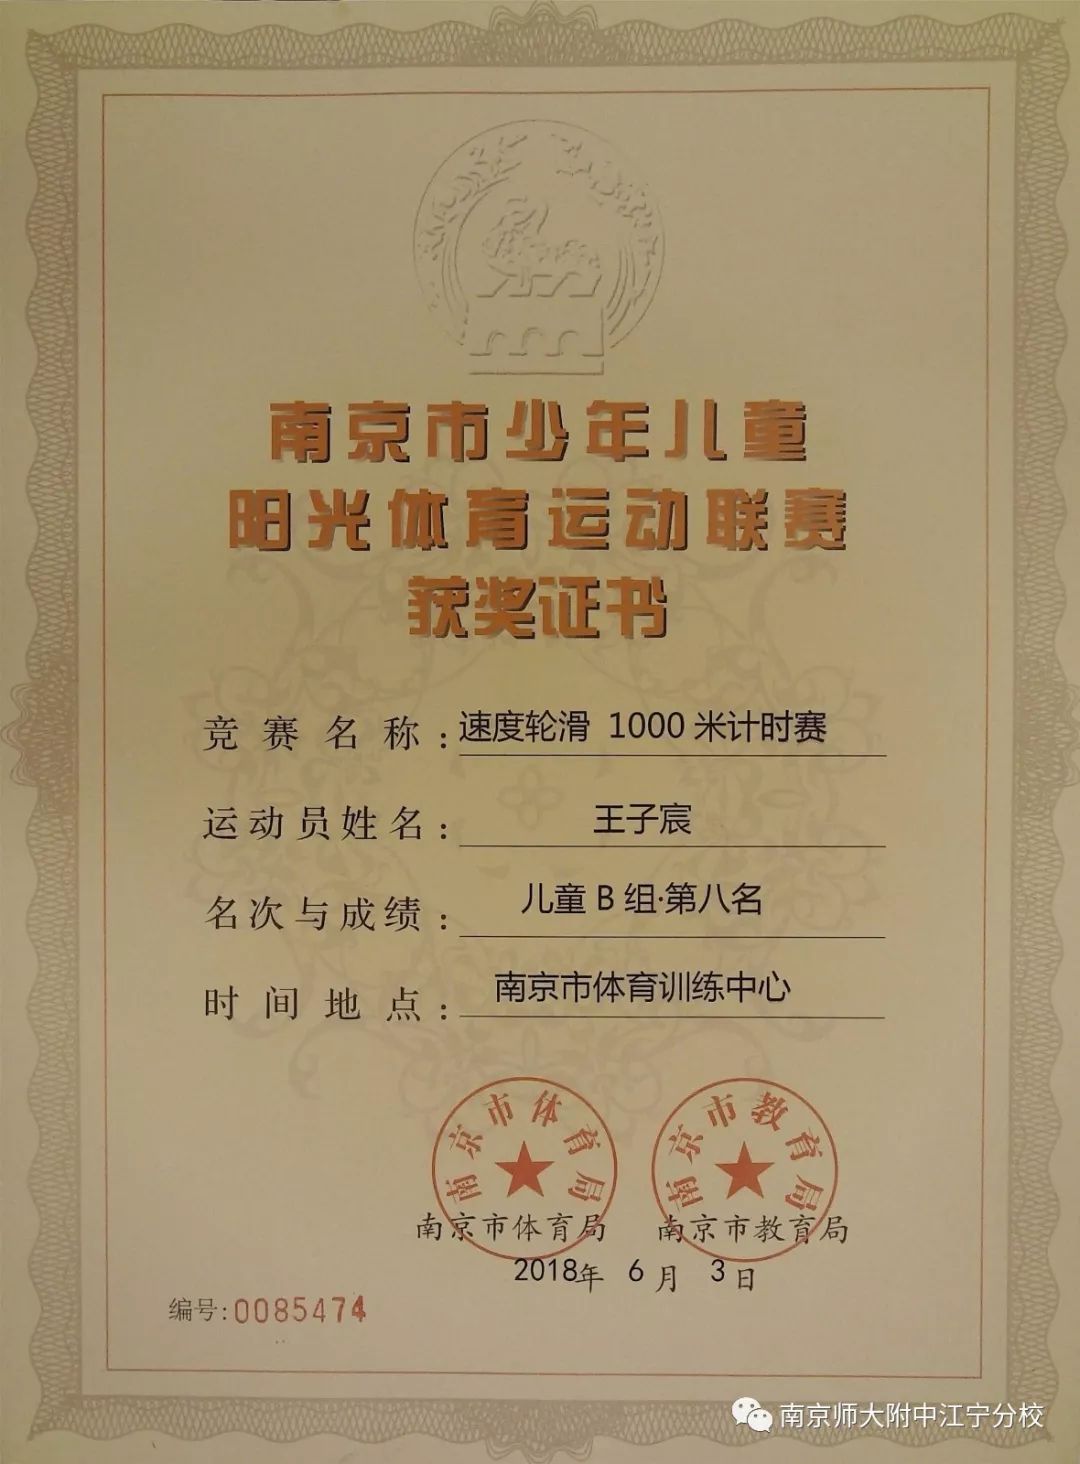 南京市少年儿童
阳光体育运动联赛
获奖证书
竞赛名称：速度轮滑 1000米计时赛
运动员姓名：王子宸
名次与成绩：儿童B组·第八名
时间地点：南京市体育训练中心
南京市体育局 南京市教育局
南京市体育局 南京市教育局
2018年 6月 3日
编号:0085474
南京师大附中江宁分校